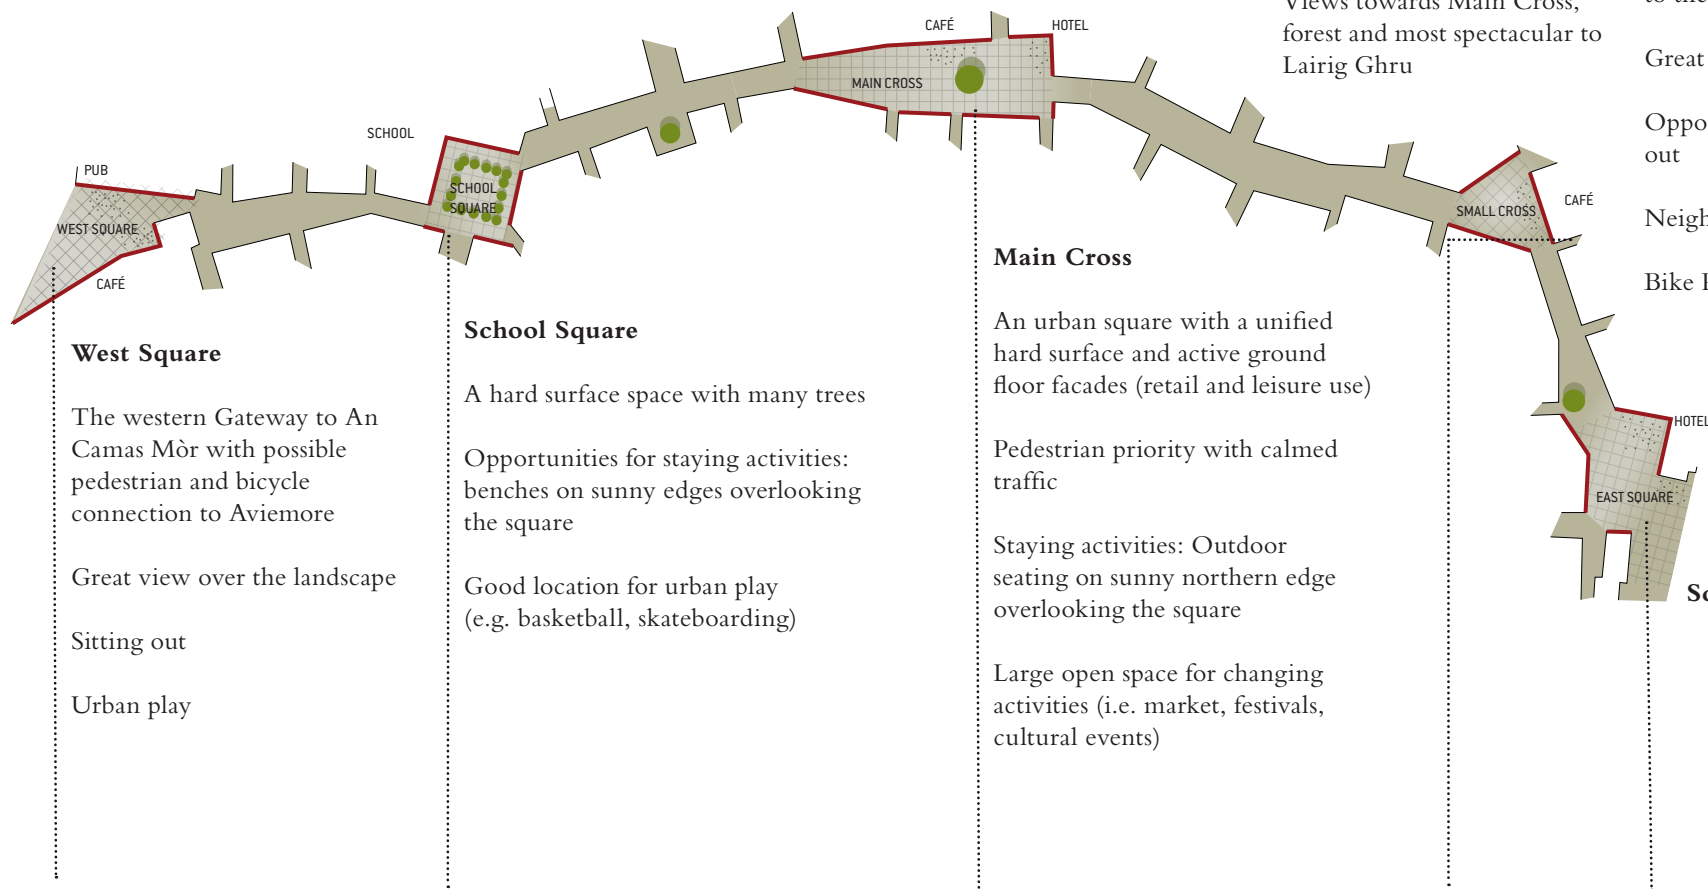 Views towards Main Cross,
forest and most spectacular to
Lairig Ghru
to the
Great
out
Bike
CAFÉ
HOTEL
MAIN CROSS
SCHOOL
SCHOOL
SQUARE
PUB
WEST SQUARE
CAFÉ
SMALL CROSS
CAFÉ
HOTEL
EAST SQUARE
West Square
The western Gateway to An
Camas Mòr with possible
pedestrian and bicycle
connection to Aviemore
Great view over the landscape
Sitting out
Urban play
School Square
A hard surface space with many trees
Opportunities for staying activities:
benches on sunny edges overlooking
the square
Good location for urban play
(e.g. basketball, skateboarding)
Main Cross
An urban square with a unified
hard surface and active ground
floor facades (retail and leisure use)
Pedestrian priority with calmed
traffic
Staying activities: Outdoor
seating on sunny northern edge
overlooking the square
Large open space for changing
activities (i.e. market, festivals,
cultural events)